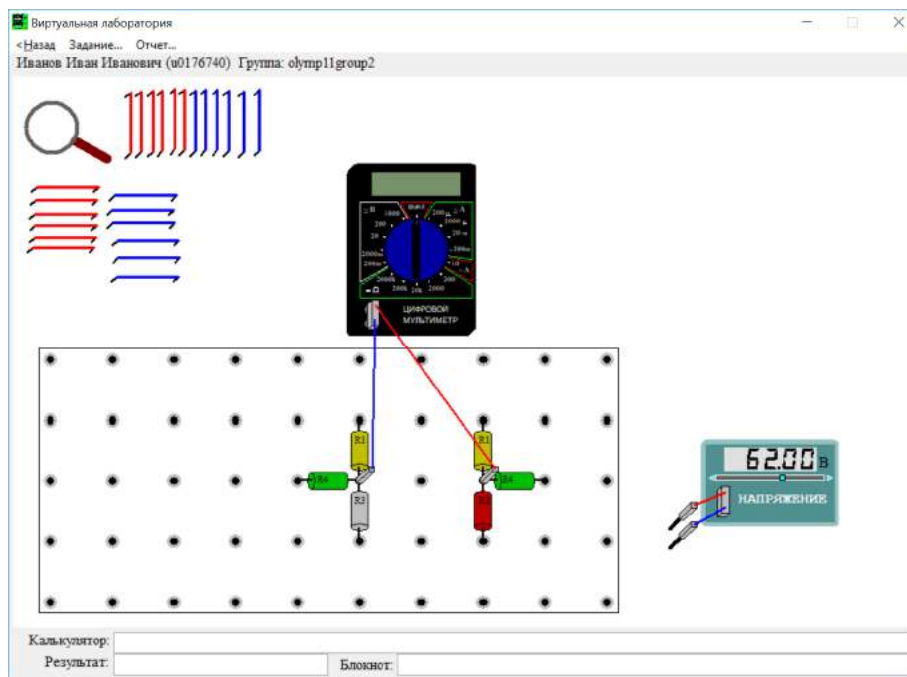 Виртуальная лаборатория
<Назад Задание... Отчет...
Иванов Иван Иванович (u0176740) Группа: olymp11group2
ЦИФРОВОЙ
МУЛЬТИМЕТР
R1
R1
R4
R4
R3
62.00 В
НАПРЯЖЕНИЕ
Калькулятор:
Результат:
Блокнот: